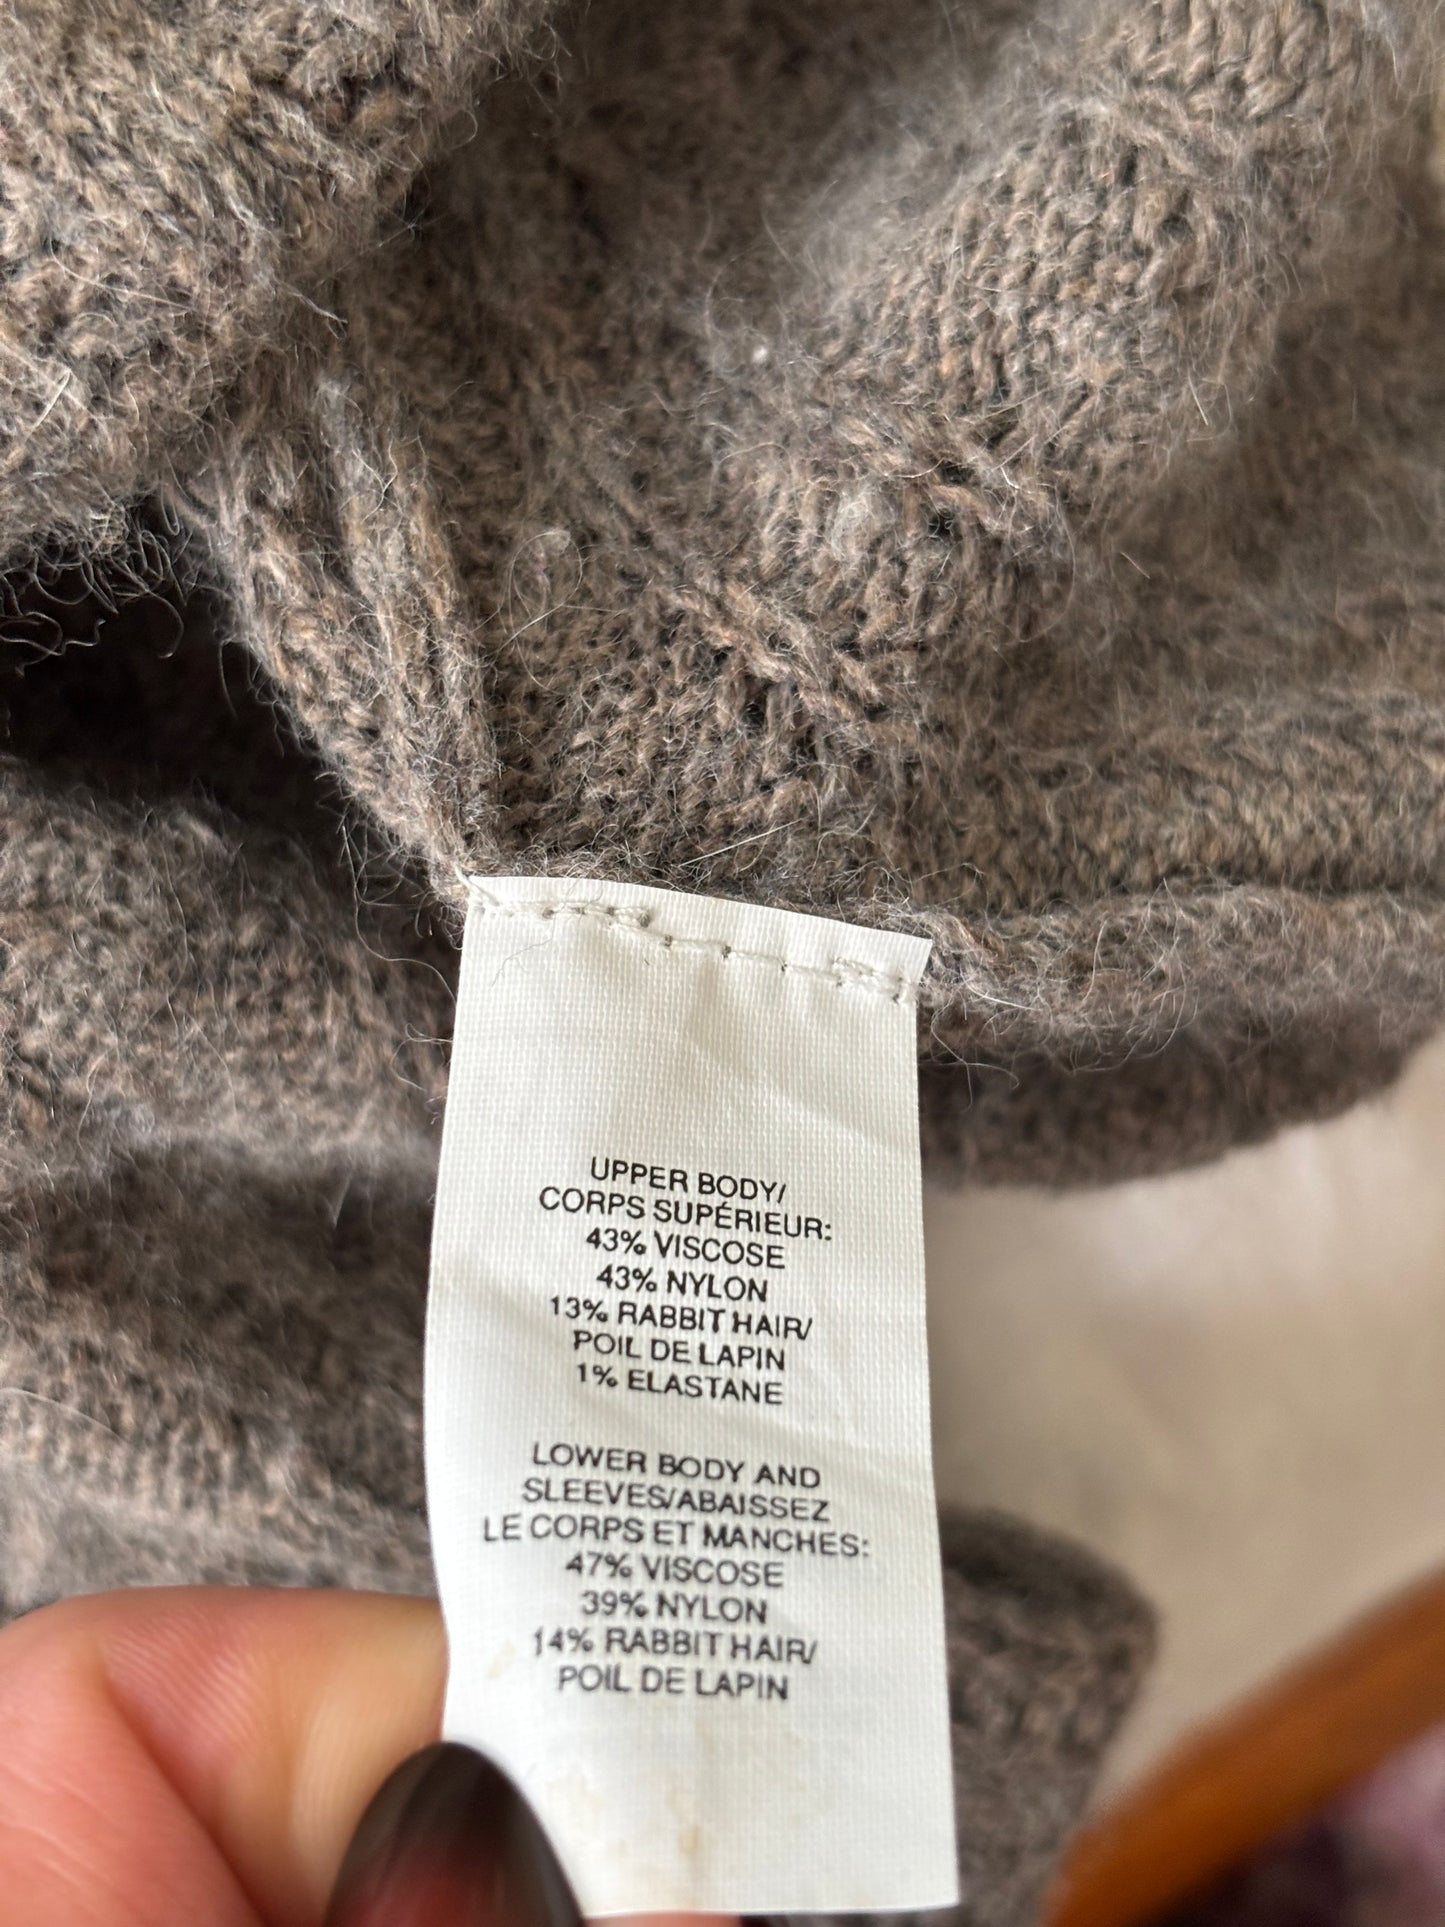 UPPER BODY/
CORPS SUPÉRIEUR:
43% VISCOSE
43% NYLON
13% RABBIT HAIR/
POIL DE LAPIN
1% ELASTANE
LOWER BODY AND
SLEEVES/ABAISSEZ
LE CORPS ET MANCHES:
47% VISCOSE
39% NYLON
14% RABBIT HAIR/
POIL DE LAPIN